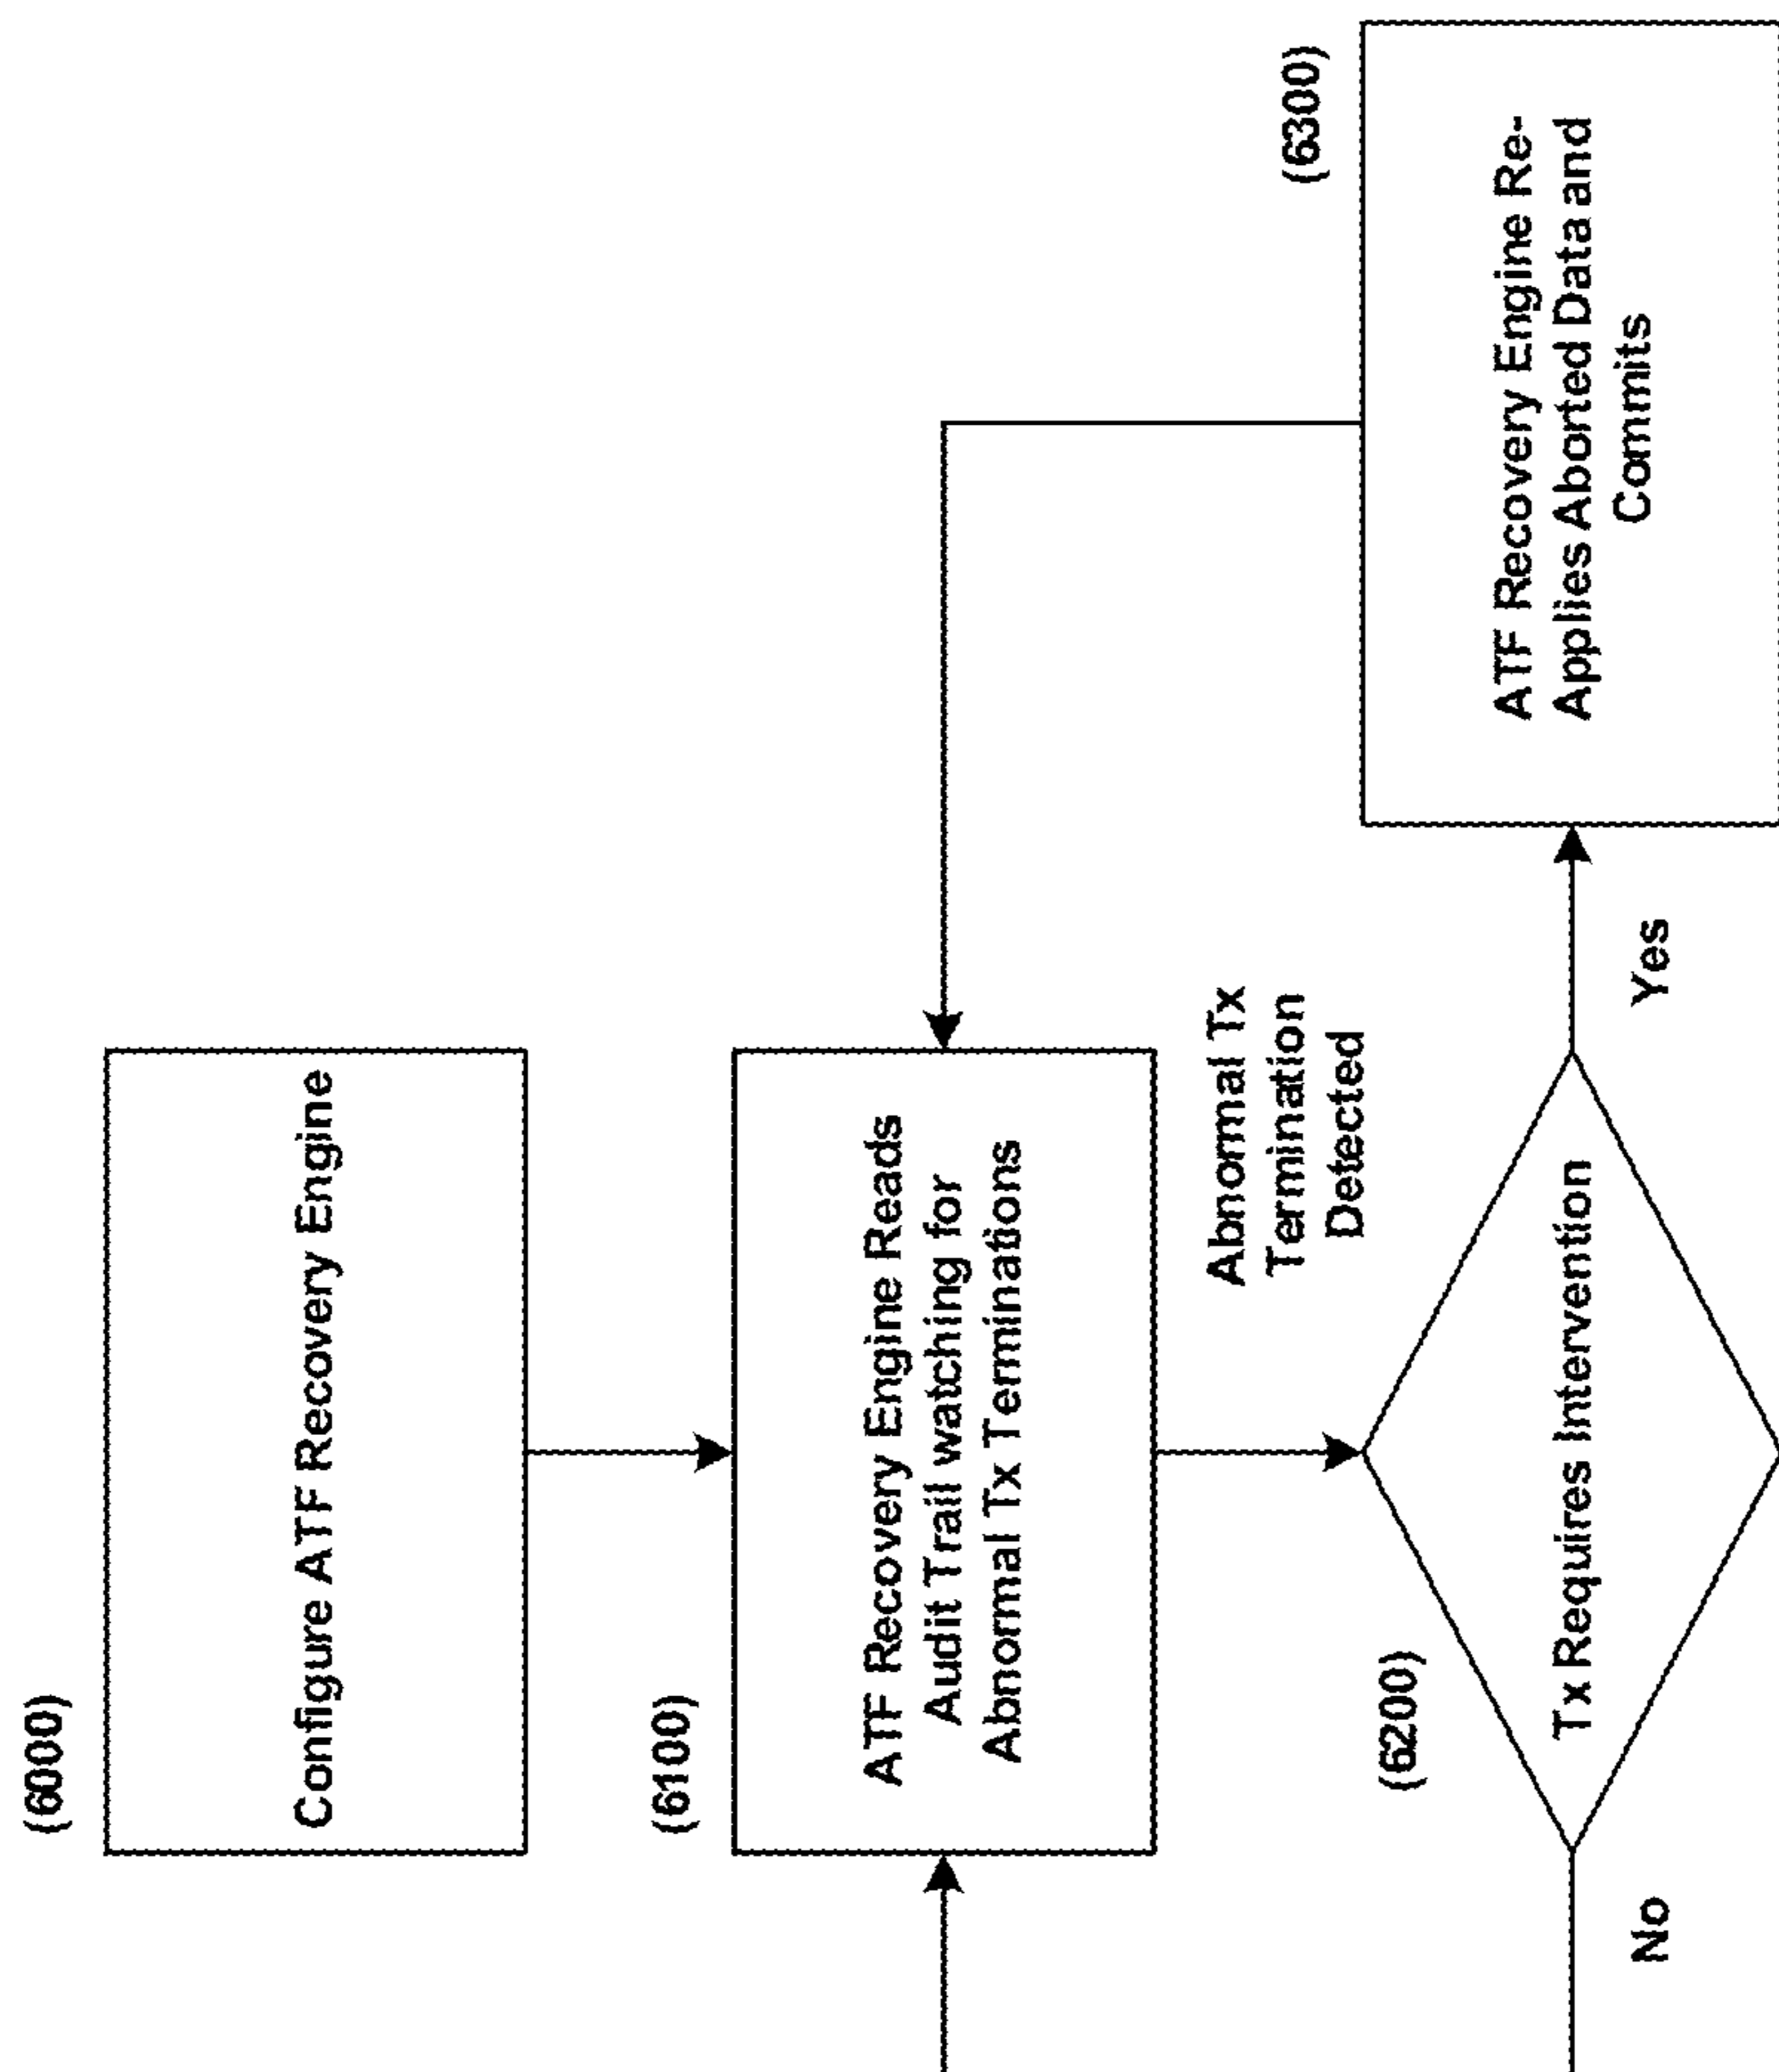 (6000)
Configure ATF Recovery Engine
(6100)
ATF Recovery Engine Reads
Audit Trail watching for
Abnormal Tx Terminations
Abnormal Tx
Termination
Detected
(6200)
Tx Requires Intervention
No
Yes
(6300)
ATF Recovery Engine Re-
Applies Aborted Data and
Commits